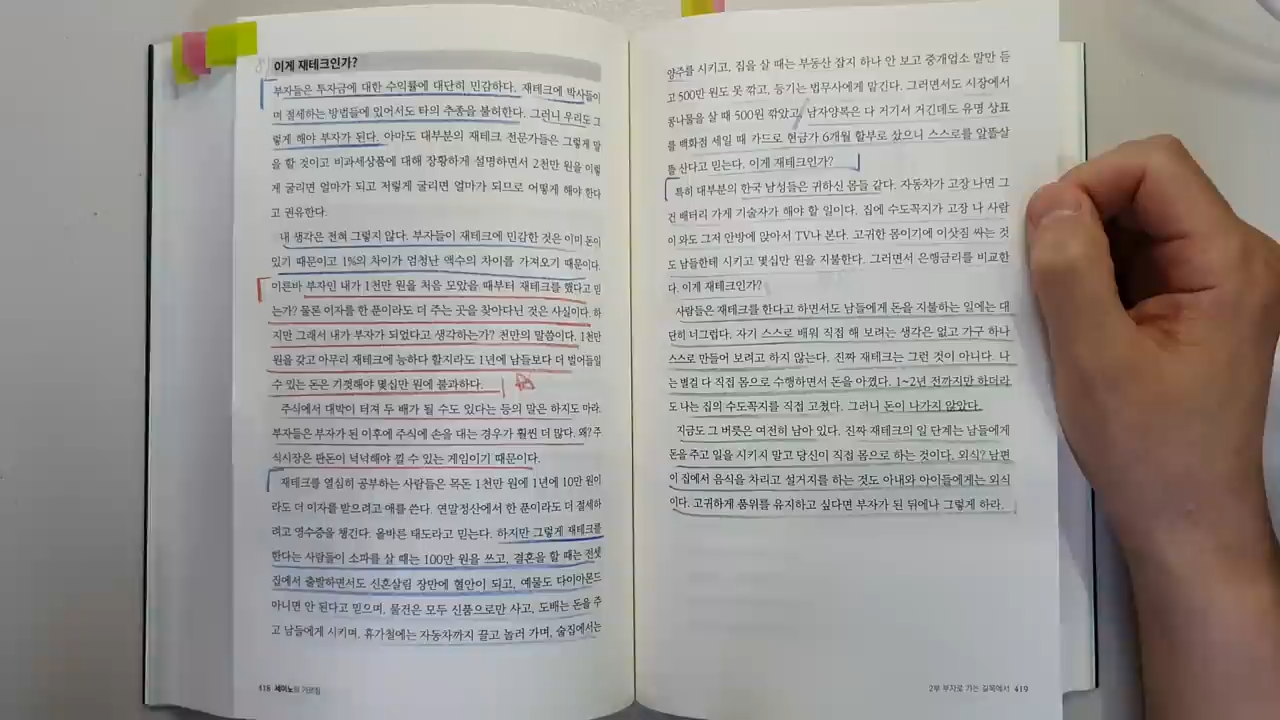 이게 재테크인가?
부자들은 투자금에 대한 수익률에 대단히 민감하다. 재테크에 박사들이
며 절세하는 방법들에 있어서도 타의 추종을 불허한다. 그러니 우리도 그
렇게 해야 부자가 된다. 아마도 대부분의 재테크 전문가들은 그렇게 말
을 할 것이고 비과세상품에 대해 장황하게 설명하면서 2천만 원을 이렇
게 굴리면 얼마가 되고 저렇게 굴리면 얼마가 되므로 어떻게 해야 한다
고 권유한다.
내 생각은 전혀 그렇지 않다. 부자들이 재테크에 민감한 것은 이미 돈이
있기 때문이고 1%의 차이가 엄청난 액수의 차이를 가져오기 때문이다.
이른바 부자인 내가 1천만 원을 처음 모았을 때부터 재테크를 했다고 믿
는가? 물론 이자를 한 푼이라도 더 주는 곳을 찾아다닌 것은 사실이다. 하
지만 그래서 내가 부자가 되었다고 생각하는가? 천만의 말씀이다. 1천만
원을 갖고 아무리 재테크에 능하다 할지라도 1년에 남들보다 더 벌어들일
수 있는 돈은 기껏해야 몇십만 원에 불과하다.
주식에서 대박이 터져 두 배가 될 수도 있다는 등의 말은 하지도 마라.
부자들은 부자가 된 이후에 주식에 손을 대는 경우가 훨씬 더 많다. 왜? 주
식시장은 판돈이 넉넉해야 낄 수 있는 게임이기 때문이다.
재테크를 열심히 공부하는 사람들은 목돈 1천만 원에 1년에 10만 원이
라도 더 이자를 받으려고 애를 쓴다. 연말정산에서 한 푼이라도 더 절세하
려고 영수증을 챙긴다. 올바른 태도라고 믿는다. 하지만 그렇게 재테크를
한다는 사람들이 소파를 살 때는 100만 원을 쓰고, 결혼을 할 때는 전셋
집에서 출발하면서도 신혼살림 장만에 혈안이 되고, 예물도 다이아몬드
아니면 안 된다고 믿으며, 물건은 모두 신품으로만 사고, 도배는 돈을 주
고 남들에게 시키며, 휴가철에는 자동차까지 끌고 놀러 가며, 술집에서는
418 세이노의 가르침
양주를 시키고, 집을 살 때는 부동산 잡지 하나 안 보고 중개업소 말만 듣
고 500만 원도 못 깎고, 등기는 법무사에게 맡긴다. 그러면서도 시장에서
콩나물을 살 때 500원 깎았고, 남자양복은 다 거기서 거긴데도 유명 상표
를 백화점 세일 때 카드로 현금가 6개월 할부로 샀으니 스스로를 알뜰살
뜰 산다고 믿는다. 이게 재테크인가?
특히 대부분의 한국 남성들은 귀하신 몸들 같다. 자동차가 고장 나면 그
건 배터리 가게 기술자가 해야 할 일이다. 집에 수도꼭지가 고장 나 사람
이 와도 그저 안방에 앉아서 TV나 본다. 고귀한 몸이기에 이삿짐 싸는 것
도 남들한테 시키고 몇십만 원을 지불한다. 그러면서 은행금리를 비교한
다. 이게 재테크인가?
사람들은 재테크를 한다고 하면서도 남들에게 돈을 지불하는 일에는 대
단히 너그럽다. 자기 스스로 배워 직접 해 보려는 생각은 없고 가구 하나
스스로 만들어 보려고 하지 않는다. 진짜 재테크는 그런 것이 아니다. 나
는 별걸 다 직접 몸으로 수행하면서 돈을 아꼈다. 1~2년 전까지만 하더라
도 나는 집의 수도꼭지를 직접 고쳤다. 그러니 돈이 나가지 않았다.
지금도 그 버릇은 여전히 남아 있다. 진짜 재테크의 일 단계는 남들에게
돈을 주고 일을 시키지 말고 당신이 직접 몸으로 하는 것이다. 외식? 남편
이 집에서 음식을 차리고 설거지를 하는 것도 아내와 아이들에게는 외식
이다. 고귀하게 품위를 유지하고 싶다면 부자가 된 뒤에나 그렇게 하라.
2부 부자로 가는 길목에서 419